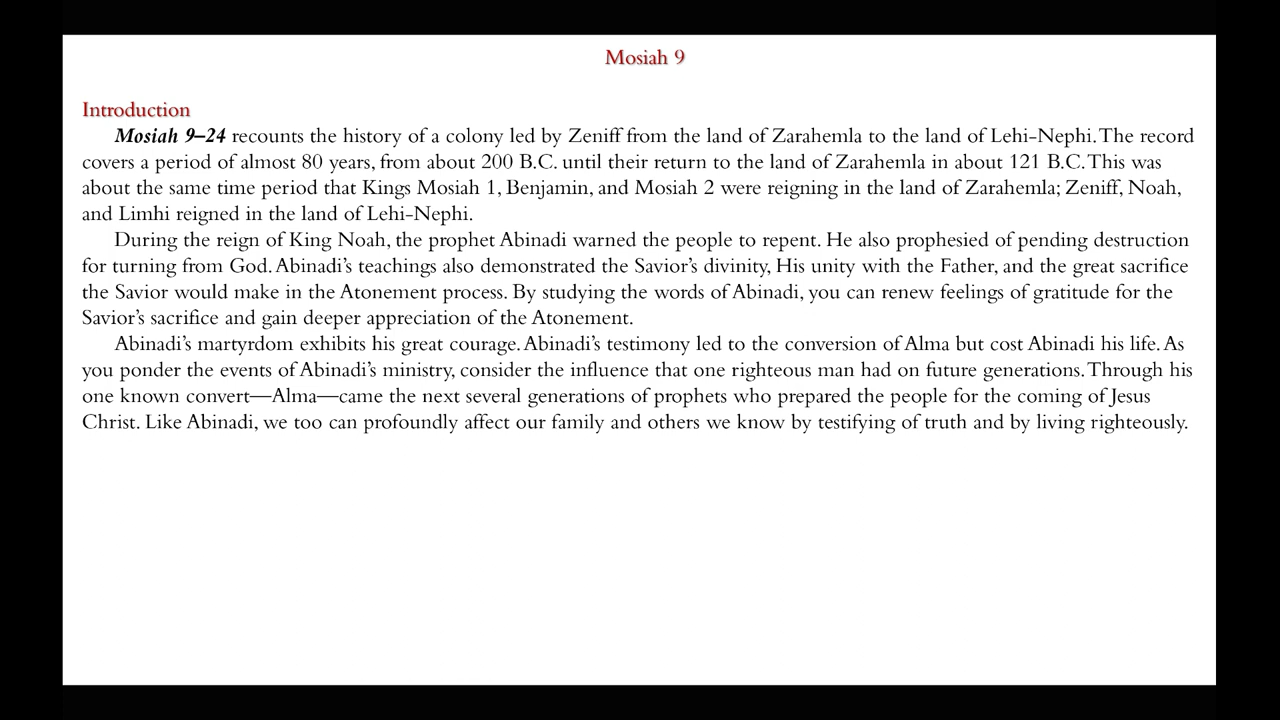 Mosiah 9
Introduction
Mosiah 9–24 recounts the history of a colony led by Zeniff from the land of Zarahemla to the land of Lehi-Nephi. The record
covers a period of almost 80 years, from about 200 B.C. until their return to the land of Zarahemla in about 121 B.C. This was
about the same time period that Kings Mosiah 1, Benjamin, and Mosiah 2 were reigning in the land of Zarahemla; Zeniff, Noah,
and Limhi reigned in the land of Lehi-Nephi.
During the reign of King Noah, the prophet Abinadi warned the people to repent. He also prophesied of pending destruction
for turning from God. Abinadi’s teachings also demonstrated the Savior’s divinity, His unity with the Father, and the great sacrifice
the Savior would make in the Atonement process. By studying the words of Abinadi, you can renew feelings of gratitude for the
Savior’s sacrifice and gain deeper appreciation of the Atonement.
Abinadi’s martyrdom exhibits his great courage. Abinadi’s testimony led to the conversion of Alma but cost Abinadi his life. As
you ponder the events of Abinadi’s ministry, consider the influence that one righteous man had on future generations. Through his
one known convert—Alma—came the next several generations of prophets who prepared the people for the coming of Jesus
Christ. Like Abinadi, we too can profoundly affect our family and others we know by testifying of truth and by living righteously.